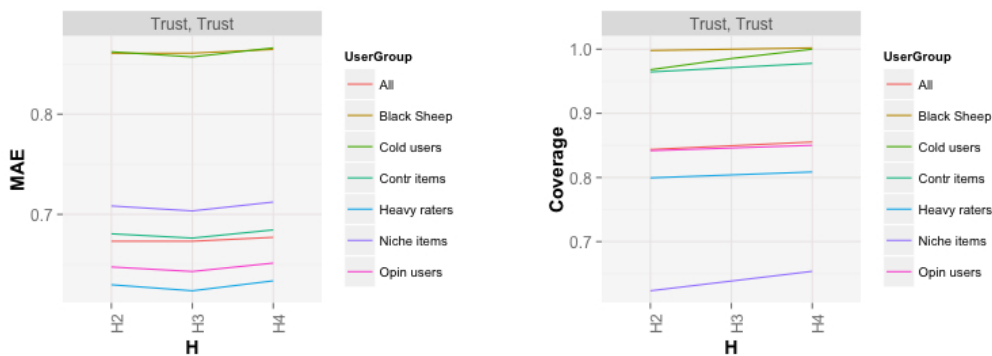 Trust, Trust
MAE
0.8
0.7
H2
H3
H4
H
UserGroup
All
Black Sheep
Cold users
Contr items
Heavy raters
Niche items
Opin users
Trust, Trust
Coverage
1.0
0.9
0.8
0.7
H2
H3
H4
H
UserGroup
All
Black Sheep
Cold users
Contr items
Heavy raters
Niche items
Opin users